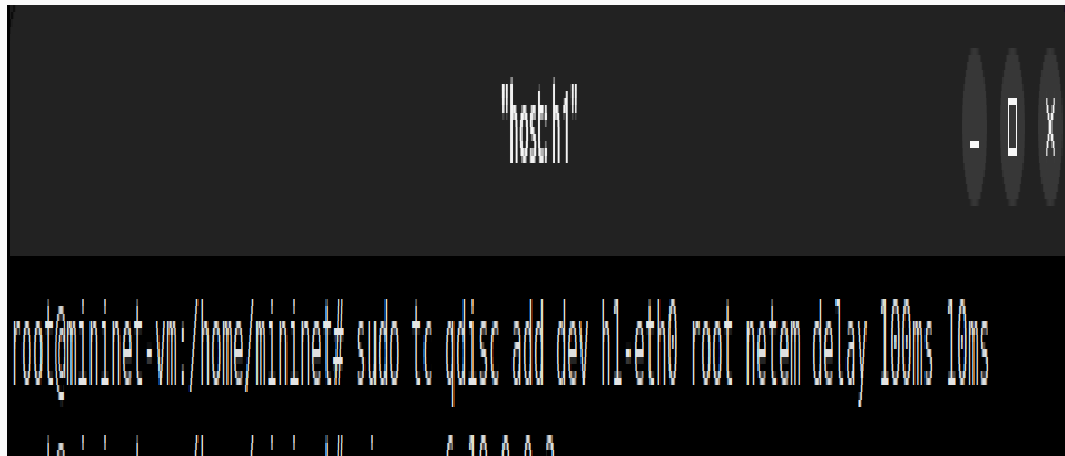 "host: h1"
- □ X
root@mininet-vm:/home/mininet# sudo tc qdisc add dev h1-eth0 root netem delay 100ms 10ms